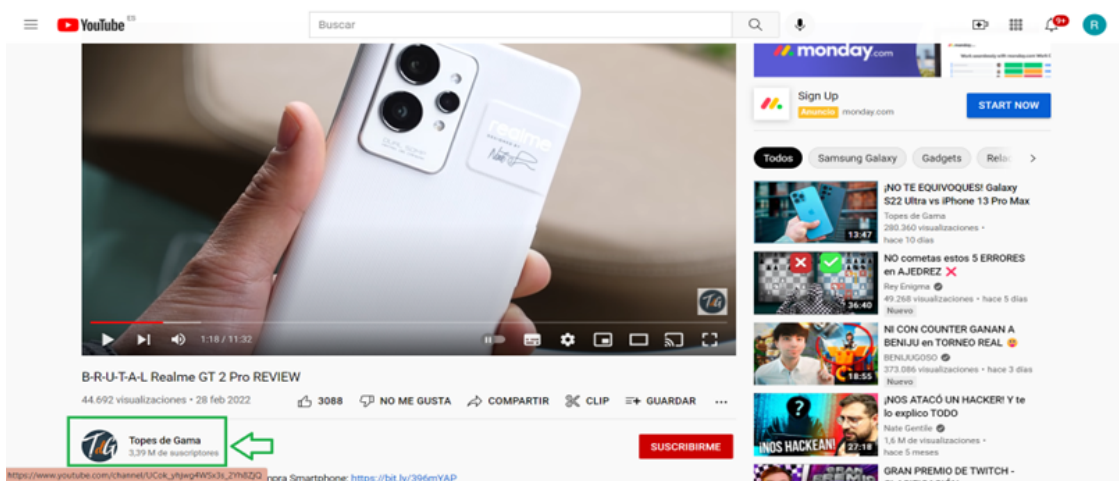 YouTube ES
Buscar
9+
R
monday.com
Sign Up
Anuncio monday.com
START NOW
Todos
Samsung Galaxy
Gadgets
realme
TdG
1:18 / 11:32
B-R-U-T-A-L Realme GT 2 Pro REVIEW
44.692 visualizaciones • 28 feb 2022
3088
NO ME GUSTA
COMPARTIR
CLIP
GUARDAR
TdG
Topes de Gama
3,39 M de suscriptores
SUSCRIBIRME
Smartphone: https://bit.ly/396mYAP
¡NO TE EQUIVOQUES! Galaxy
S22 Ultra vs iPhone 13 Pro Max
Topes de Gama
280.360 visualizaciones •
hace 10 días
13:47
NO cometas estos 5 ERRORES
en AJEDREZ ❌
Rey Enigma
49.268 visualizaciones • hace 5 días
Nuevo
36:40
NI CON COUNTER GANAN A
BENIJU en TORNEO REAL
BENIJUGOSO
373.086 visualizaciones • hace 3 días
Nuevo
18:55
¡NOS ATACÓ UN HACKER! Y te
lo explico TODO
Nate Gentile
1,6 M de visualizaciones •
hace 5 meses
¡NOS HACKEAN!
27:18
GRAN PREMIO DE TWITCH -